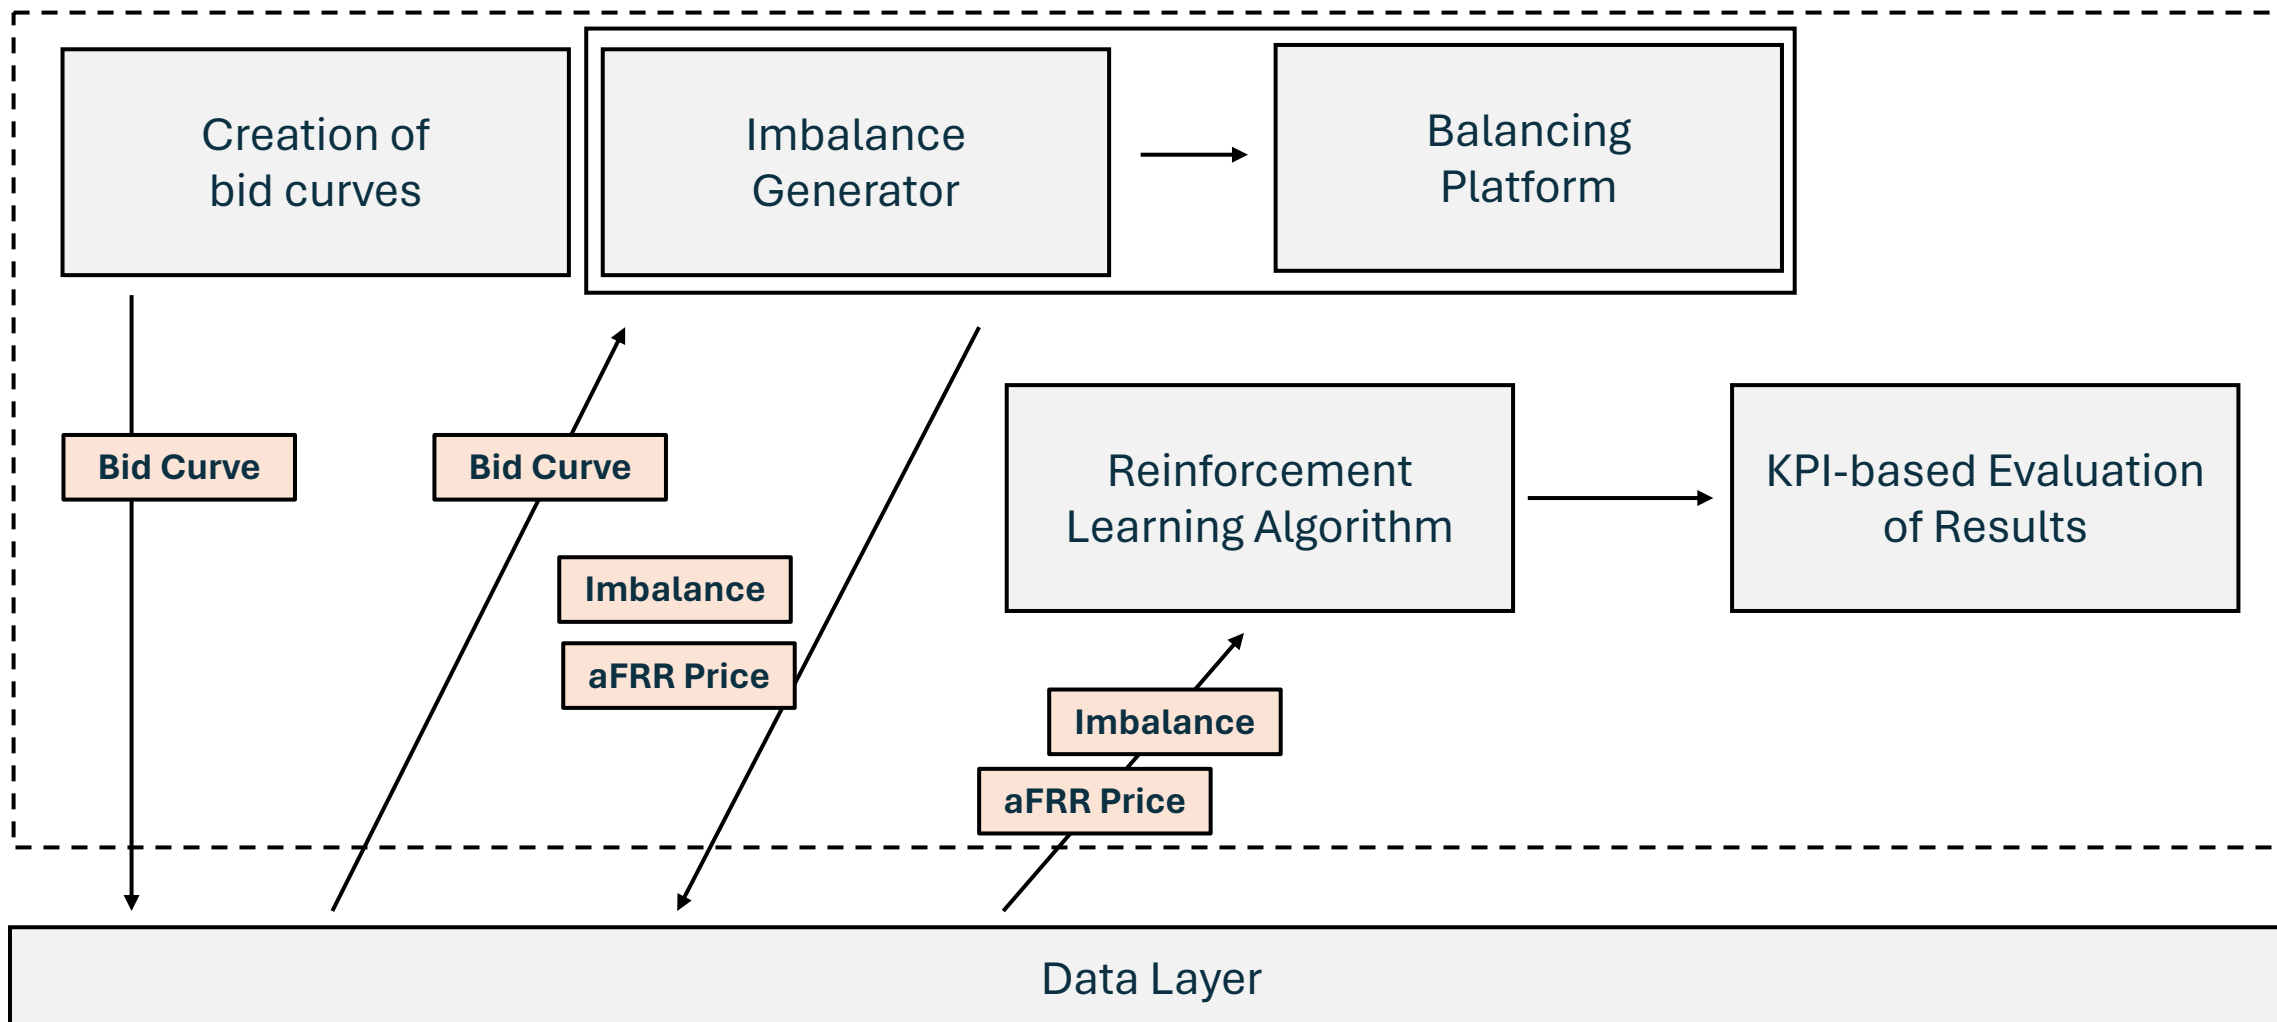 Creation of
bid curves
Imbalance
Generator
Balancing
Platform
Bid Curve
Bid Curve
Imbalance
aFRR Price
Reinforcement
Learning Algorithm
KPI-based Evaluation
of Results
Imbalance
aFRR Price
Data Layer